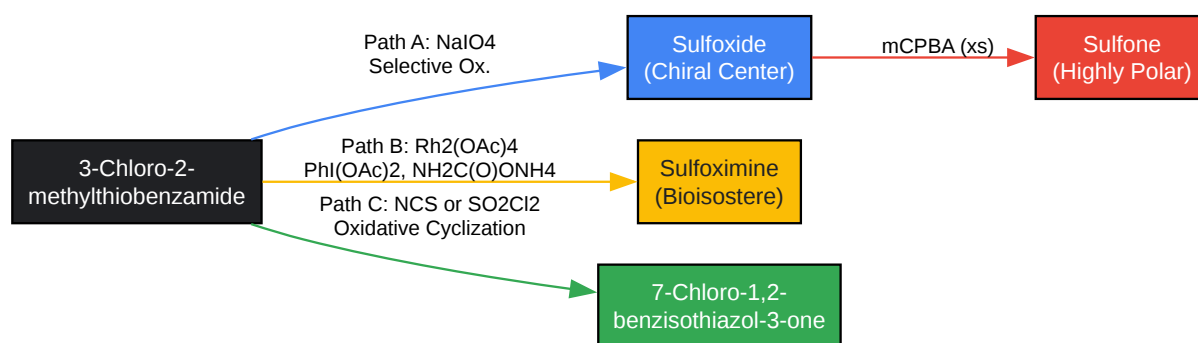 Path A: NaIO4
Selective Ox.
Sulfoxide
(Chiral Center)
mCPBA (xs)
Sulfone
(Highly Polar)
3-Chloro-2-
methylthiobenzamide
Path B: Rh2(OAc)4
PhI(OAc)2, NH2C(O)ONH4
Sulfoximine
(Bioisostere)
Path C: NCS or SO2Cl2
Oxidative Cyclization
7-Chloro-1,2-
benzisothiazol-3-one